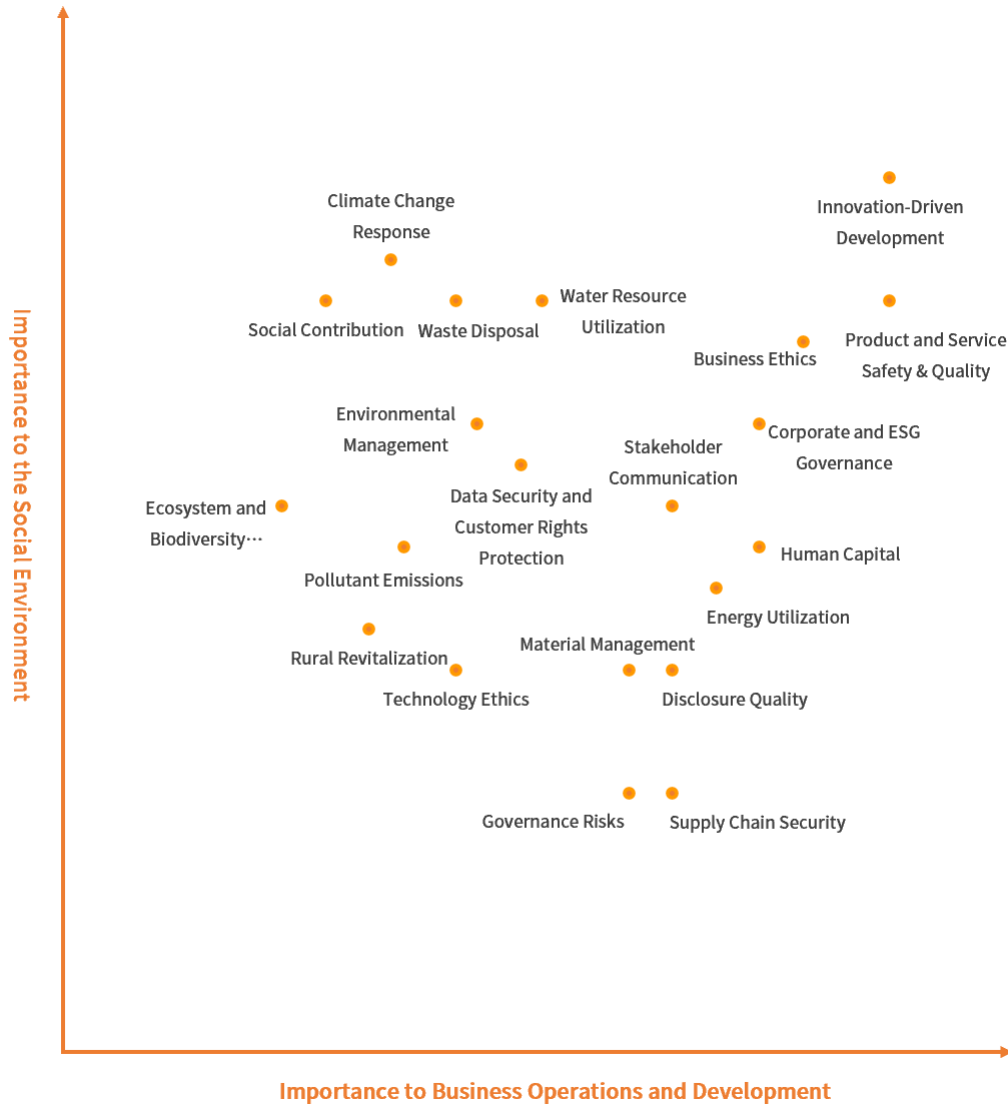 Climate Change
Response
Innovation-Driven
Development
Social Contribution
Waste Disposal
Water Resource
Utilization
Business Ethics
Product and Service
Safety & Quality
Environmental
Management
Stakeholder
Communication
Corporate and ESG
Governance
Ecosystem and
Biodiversity…
Data Security and
Customer Rights
Protection
Pollutant Emissions
Human Capital
Energy Utilization
Rural Revitalization
Material Management
Technology Ethics
Disclosure Quality
Governance Risks
Supply Chain Security
Importance to the Social Environment
Importance to Business Operations and Development